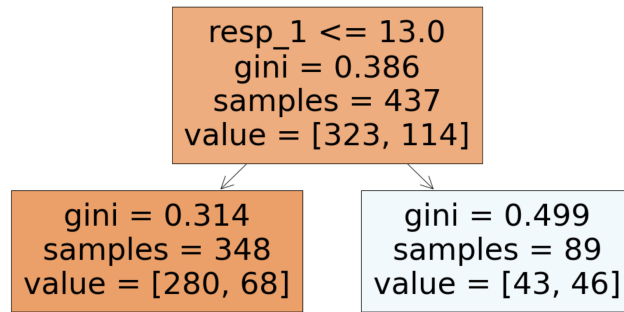 resp_1 <= 13.0
gini = 0.386
samples = 437
value = [323, 114]
gini = 0.314
samples = 348
value = [280, 68]
gini = 0.499
samples = 89
value = [43, 46]